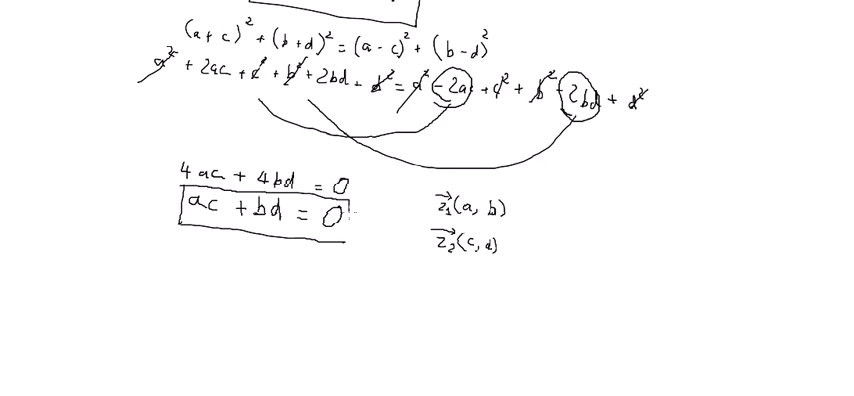 (a+c)² + (b+d)² = (a-c)² + (b-d)²
a² + 2ac + c² + b² + 2bd + d² = a² - 2a + c² + b² - 2bd + d²
4ac + 4bd = 0
ac + bd = 0
z₁(a, b)
z₂(c, d)